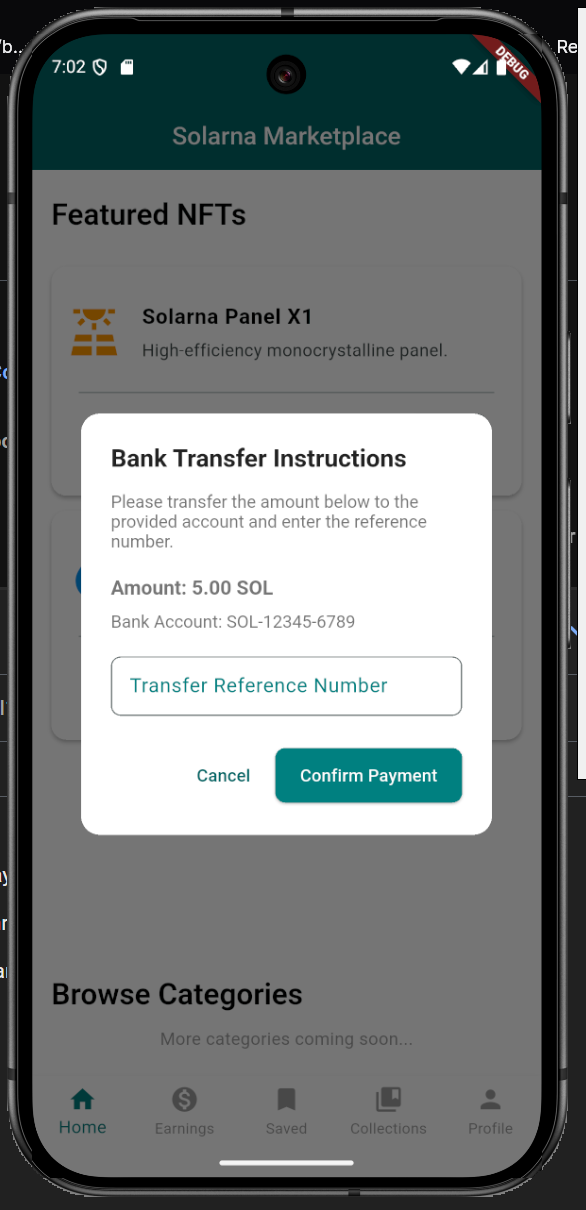 7:02
DEBUG
Solarna Marketplace
Featured NFTs
Solarna Panel X1
High-efficiency monocrystalline panel.
Bank Transfer Instructions
Please transfer the amount below to the
provided account and enter the reference
number.
Amount: 5.00 SOL
Bank Account: SOL-12345-6789
Transfer Reference Number
Cancel
Confirm Payment
Browse Categories
More categories coming soon...
Home
Earnings
Saved
Collections
Profile